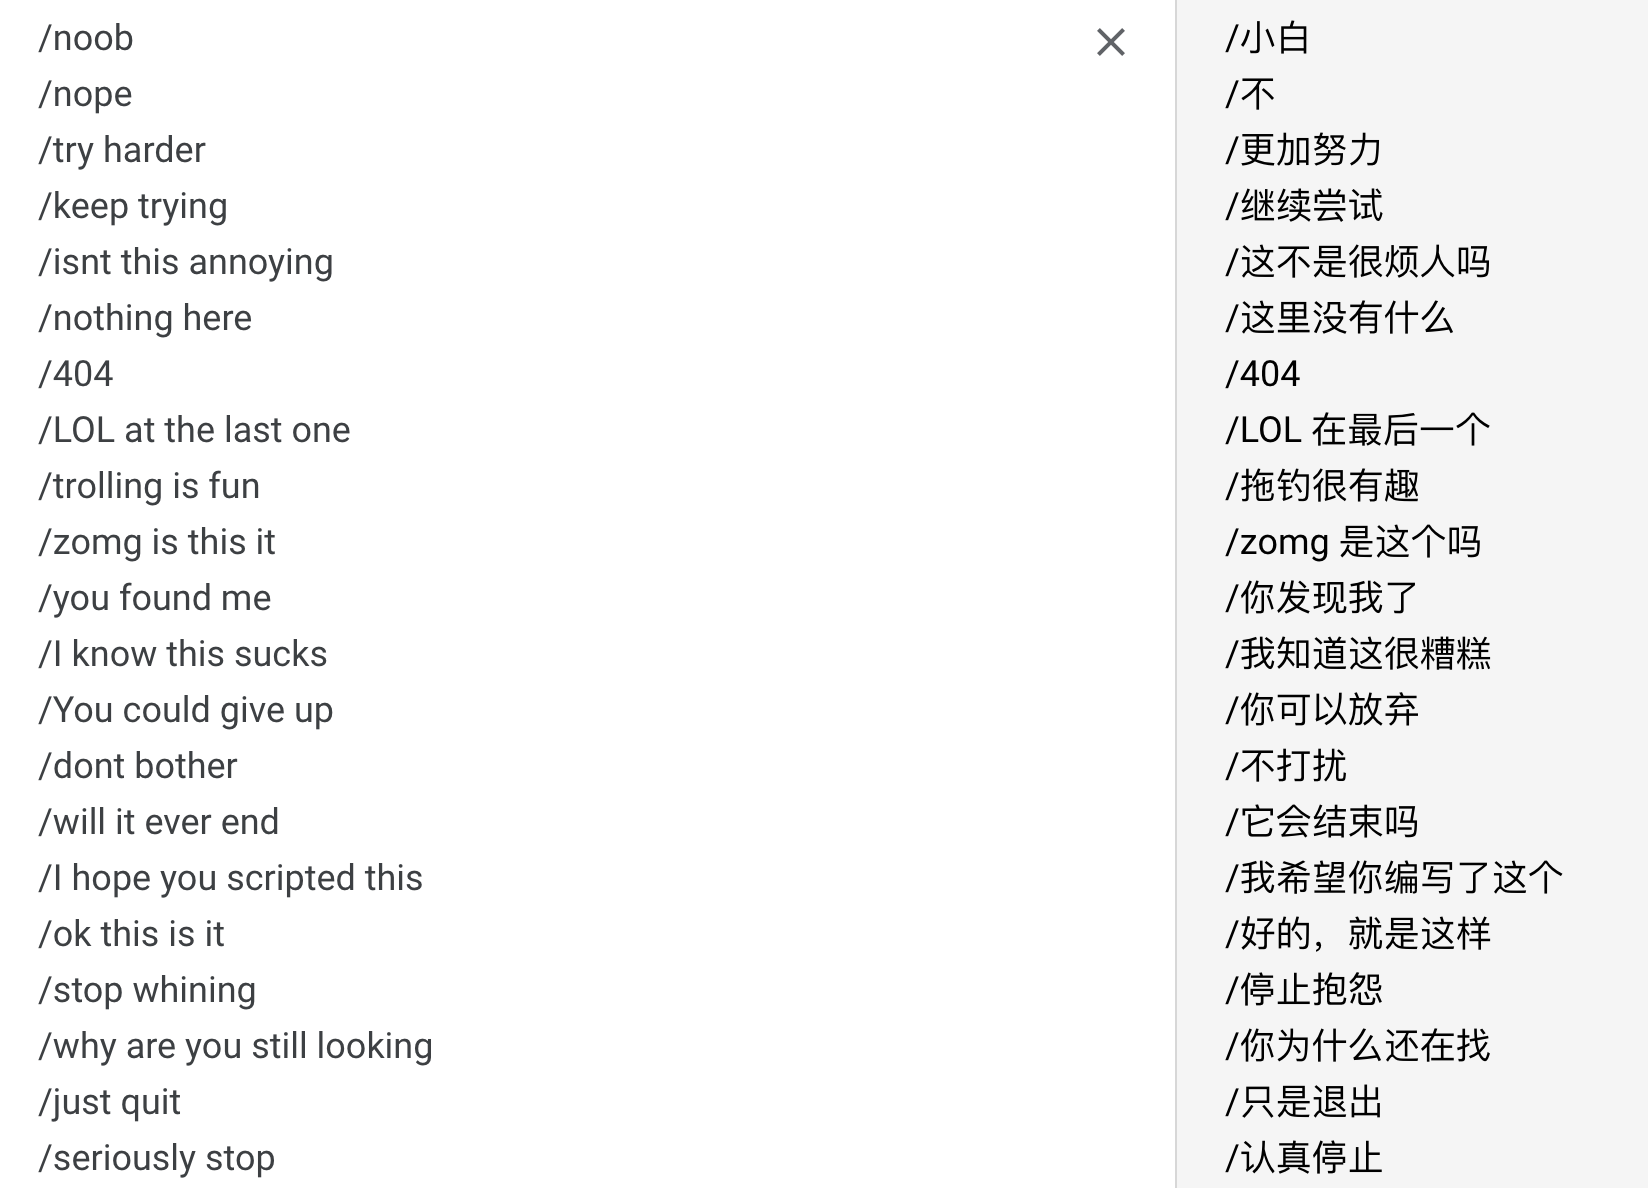 /noob
/nope
/try harder
/keep trying
/isnt this annoying
/nothing here
/404
/LOL at the last one
/trolling is fun
/zomg is this it
/you found me
/I know this sucks
/You could give up
/dont bother
/will it ever end
/I hope you scripted this
/ok this is it
/stop whining
/why are you still looking
/just quit
/seriously stop
/小白
/不
/更加努力
/继续尝试
/这不是很烦人吗
/这里没有什么
/404
/LOL 在最后一个
/拖钓很有趣
/zomg 是这个吗
/你发现我了
/我知道这很糟糕
/你可以放弃
/不打扰
/它会结束吗
/我希望你编写了这个
/好的，就是这样
/停止抱怨
/你为什么还在找
/只是退出
/认真停止